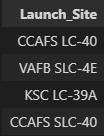 Launch_Site
CCAFS LC-40
VAFB SLC-4E
KSC LC-39A
CCAFS SLC-40